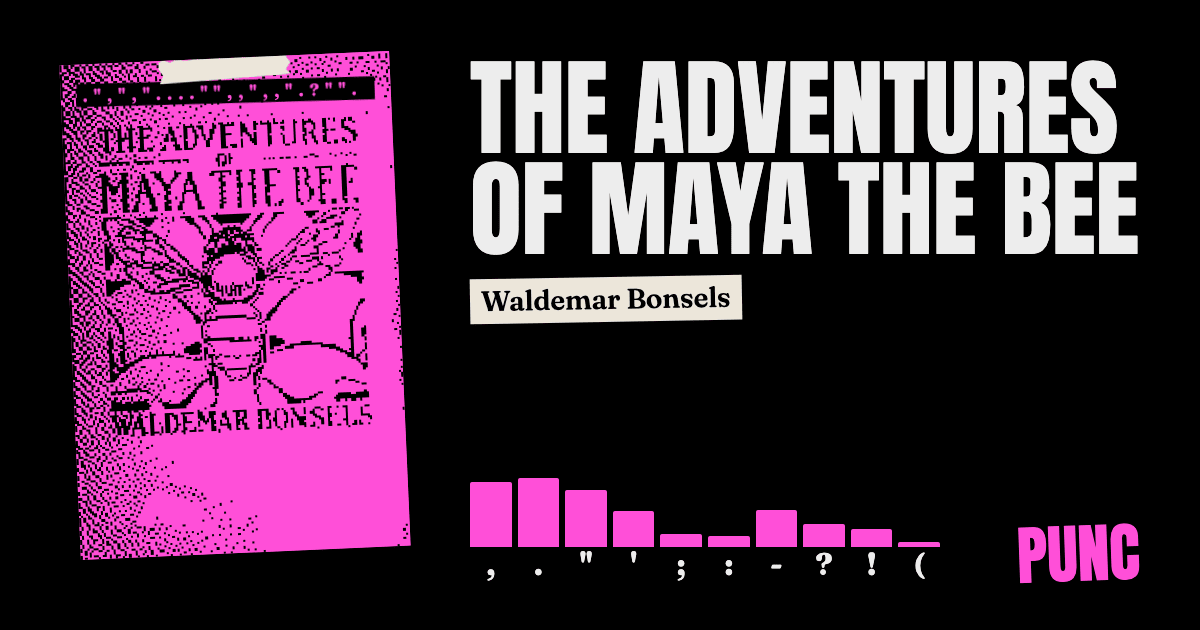 .",","...."",,",,".?"".
THE ADVENTURES
OF
MAYA THE BEE
WALDEMAR BONSELS
THE ADVENTURES
OF MAYA THE BEE
Waldemar Bonsels
, . " ' ; : - ? ! (
PUNC